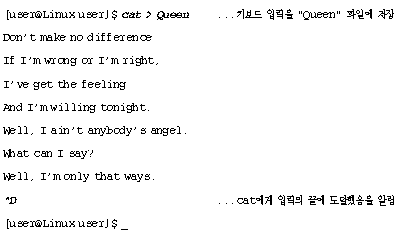 [user@Linux user]$ cat > Queen ...키보드 입력을 "Queen" 화일에 저장
Don't make no difference
If I'm wrong or I'm right,
I've get the feeling
And I'm willing tonight.
Well, I ain't anybody's angel.
What can I say?
Well, I'm only that ways.
^D ...cat에게 입력의 끝에 도달했음을 알림
[user@Linux user]$ _